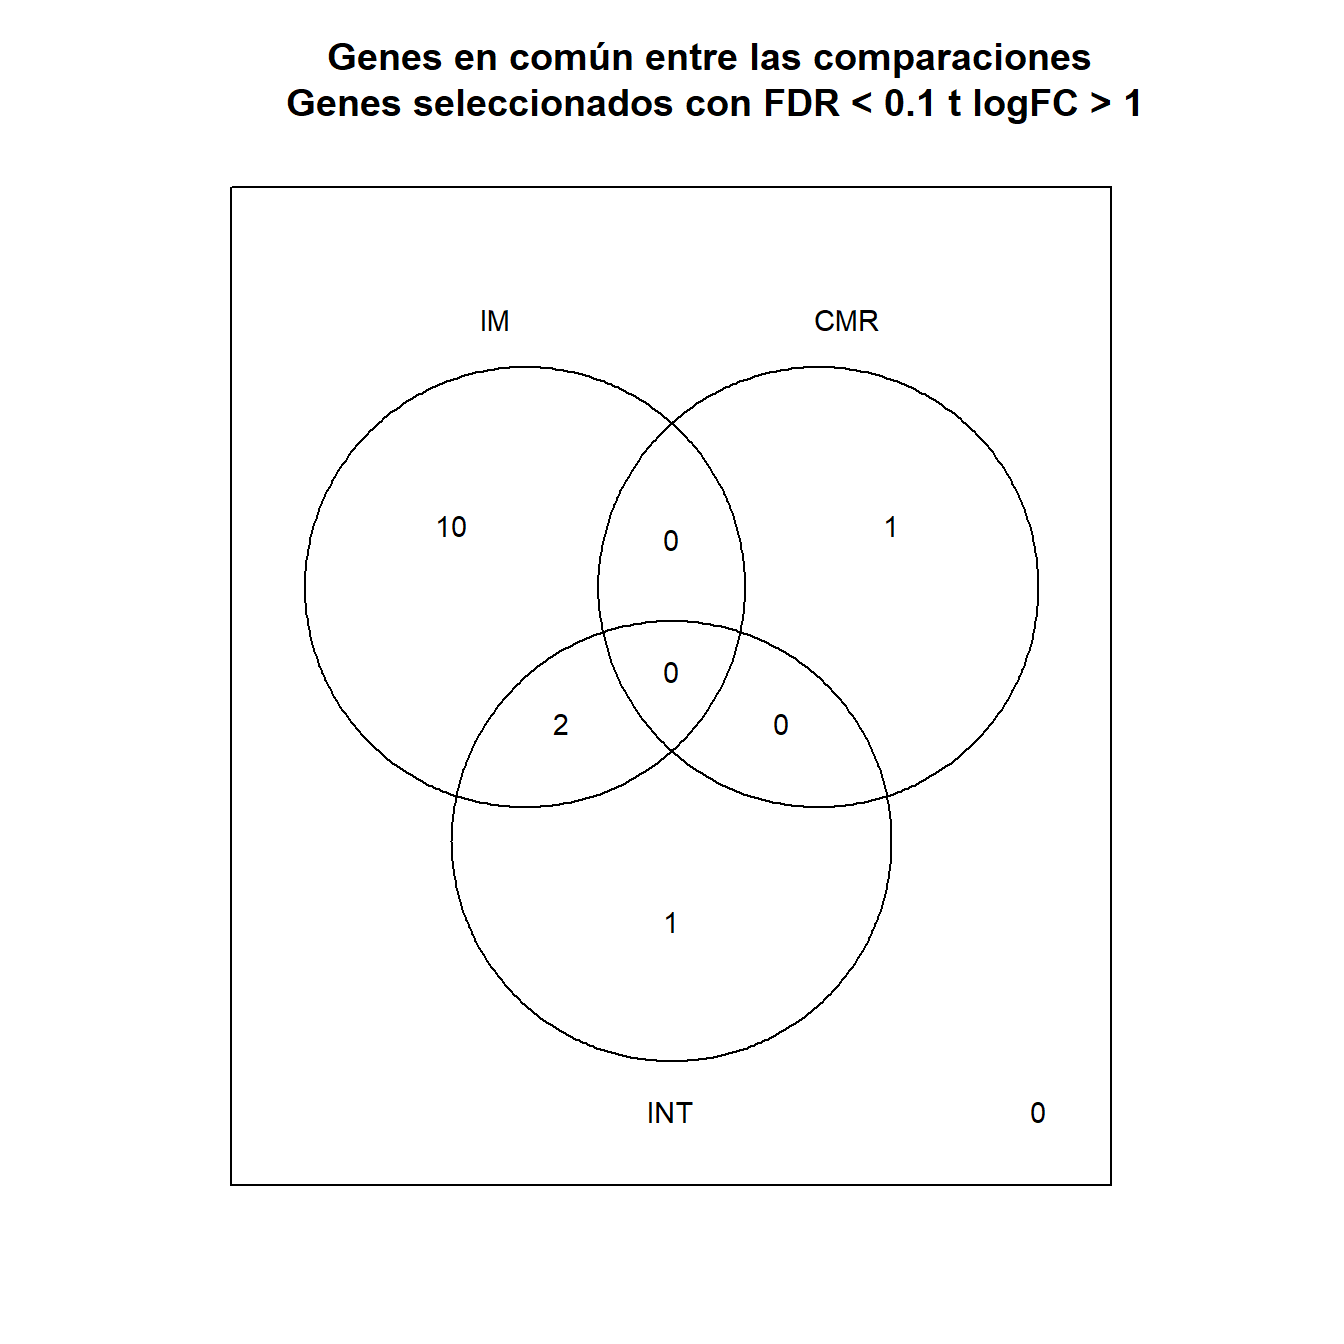 Genes en común entre las comparaciones
Genes seleccionados con FDR < 0.1 t logFC > 1
IM
CMR
10
0
1
0
2
0
1
INT
0